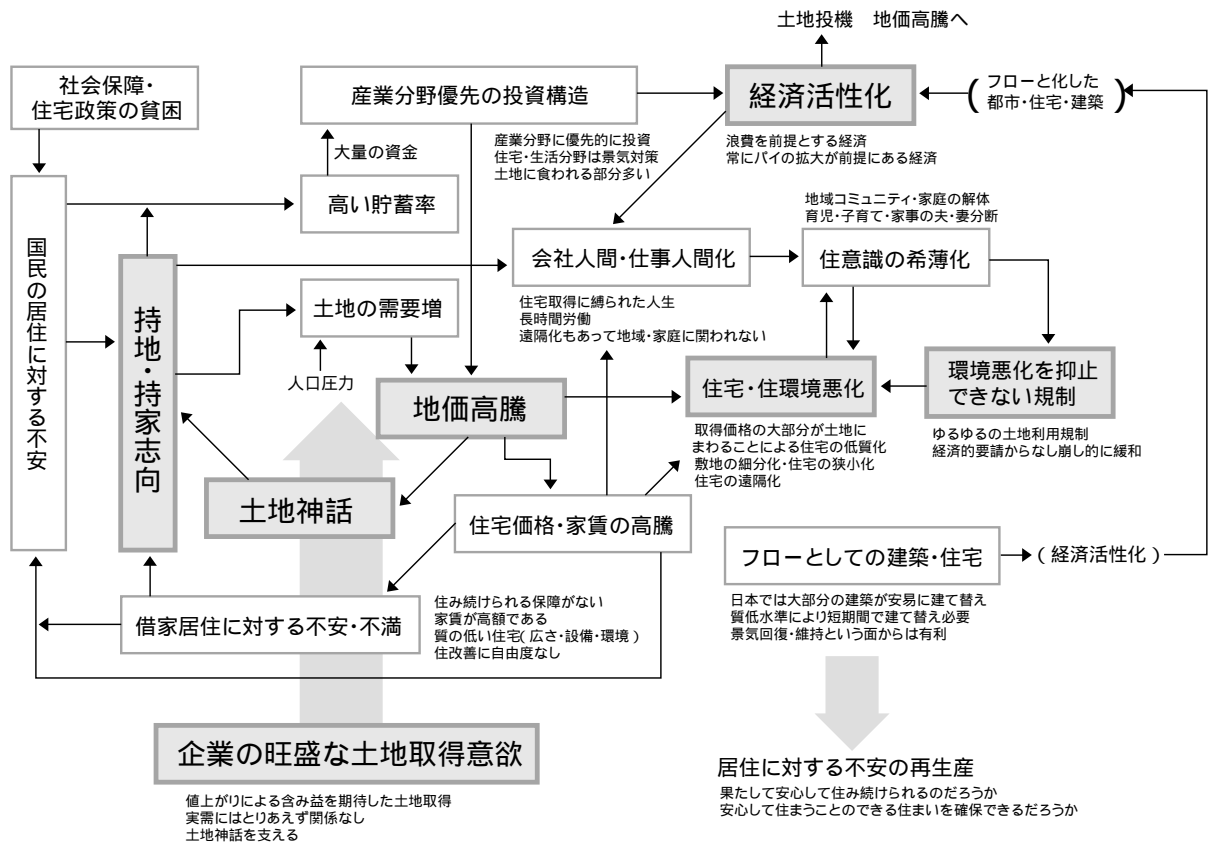 土地投機　地価高騰へ
社会保障・
住宅政策の貧困
産業分野優先の投資構造
経済活性化
(フローと化した
都市・住宅・建築)
大量の資金
産業分野に優先的に投資
住宅・生活分野は景気対策
土地に食われる部分多い
浪費を前提とする経済
常にパイの拡大が前提にある経済
国民の居住に対する不安
高い貯蓄率
地域コミュニティ・家庭の解体
育児・子育て・家事の夫・妻分断
持地・持家志向
会社人間・仕事人間化
住意識の希薄化
土地の需要増
住宅取得に縛られた人生
長時間労働
遠隔化もあって地域・家庭に関われない
人口圧力
地価高騰
住宅・住環境悪化
環境悪化を抑止
できない規制
取得価格の大部分が土地に
まわることによる住宅の低質化
敷地の細分化・住宅の狭小化
住宅の遠隔化
ゆるゆるの土地利用規制
経済的要請からなし崩し的に緩和
土地神話
住宅価格・家賃の高騰
フローとしての建築・住宅
(経済活性化)
借家居住に対する不安・不満
住み続けられる保障がない
家賃が高額である
質の低い住宅(広さ・設備・環境)
住改善に自由度なし
日本では大部分の建築が安易に建て替え
質低水準により短期間で建て替え必要
景気回復・維持という面からは有利
企業の旺盛な土地取得意欲
値上がりによる含み益を期待した土地取得
実需にはとりあえず関係なし
土地神話を支える
居住に対する不安の再生産
果たして安心して住み続けられるのだろうか
安心して住まうことのできる住まいを確保できるだろうか